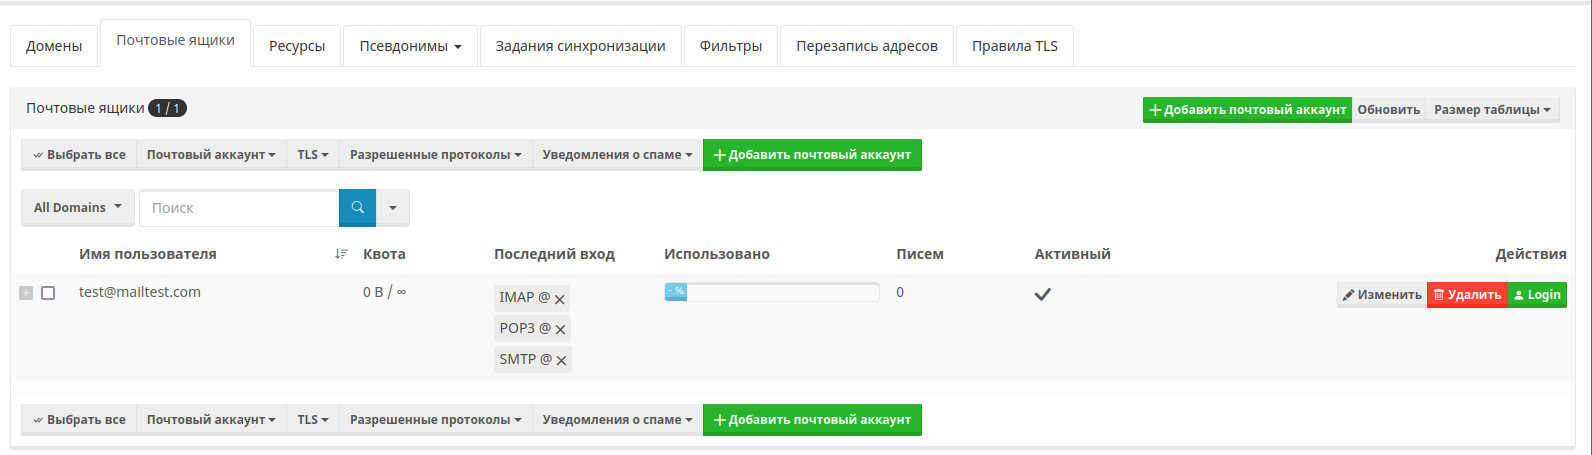 Домены Почтовые ящики Ресурсы Псевдонимы Задания синхронизации Фильтры Перезапись адресов Правила TLS
Почтовые ящики 1 / 1 Добавить почтовый аккаунт Обновить Размер таблицы
Выбрать все Почтовый аккаунт TLS Разрешенные протоколы Уведомления о спаме Добавить почтовый аккаунт
All Domains Поиск
Имя пользователя Квота Последний вход Использовано Писем Активный Действия
test@mailtest.com 0 B / ∞ IMAP @ - % 0 Изменить Удалить Login
POP3 @
SMTP @
Выбрать все Почтовый аккаунт TLS Разрешенные протоколы Уведомления о спаме Добавить почтовый аккаунт